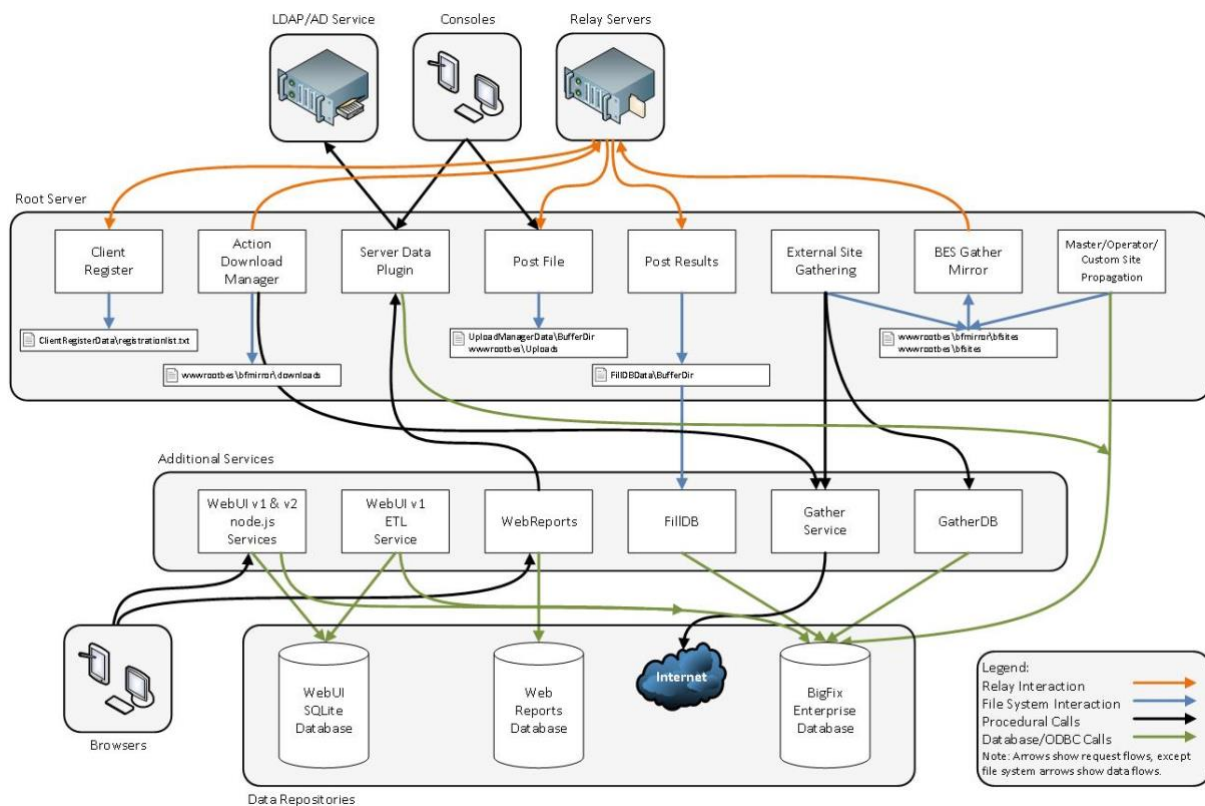 LDAP/AD Service
Consoles
Relay Servers
Root Server
Client
Register
Action
Download
Manager
Server Data
Plugin
Post File
Post Results
External Site
Gathering
BES Gather
Mirror
Master/Operator/
Custom Site
Propagation
ClientRegisterData\registrationlist.txt
wwwrootbes\bfmirror\downloads
UploadManagerData\BufferDir
wwwrootbes\Uploads
FillDBData\BufferDir
wwwrootbes\bfmirror\bfsites
wwwrootbes\bfsites
Additional Services
WebUI v1 & v2
node.js
Services
WebUI v1
ETL
Service
WebReports
FillDB
Gather
Service
GatherDB
Browsers
WebUI
SQLite
Database
Web
Reports
Database
Internet
BigFix
Enterprise
Database
Data Repositories
Legend:
Relay Interaction
File System Interaction
Procedural Calls
Database/ODBC Calls
Note: Arrows show request flows, except
file system arrows show data flows.